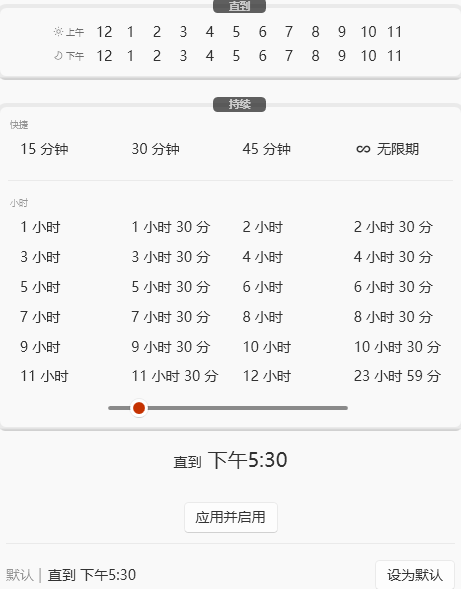 直到
上午 12 1 2 3 4 5 6 7 8 9 10 11
下午 12 1 2 3 4 5 6 7 8 9 10 11
持续
快捷
15 分钟 30 分钟 45 分钟 ∞ 无限期
小时
1 小时 1 小时 30 分 2 小时 2 小时 30 分
3 小时 3 小时 30 分 4 小时 4 小时 30 分
5 小时 5 小时 30 分 6 小时 6 小时 30 分
7 小时 7 小时 30 分 8 小时 8 小时 30 分
9 小时 9 小时 30 分 10 小时 10 小时 30 分
11 小时 11 小时 30 分 12 小时 23 小时 59 分
直到 下午5:30
应用并启用
默认 | 直到 下午5:30 设为默认